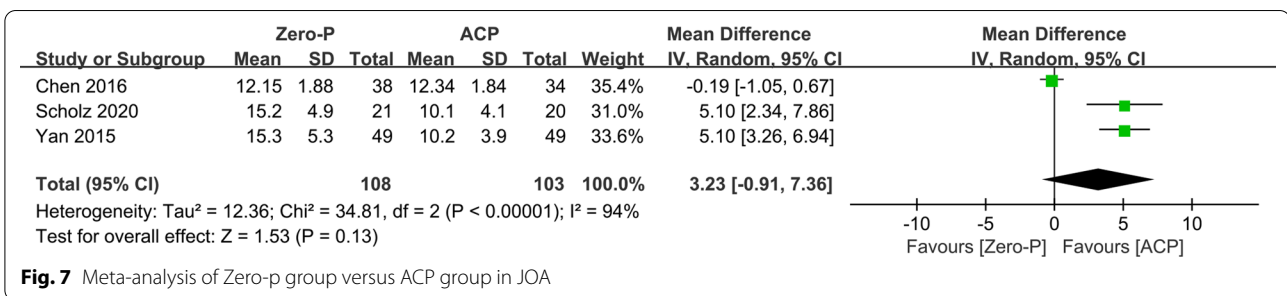 Zero-P ACP Mean Difference Mean Difference
Study or Subgroup Mean SD Total Mean SD Total Weight IV, Random, 95% CI IV, Random, 95% CI
Chen 2016 12.15 1.88 38 12.34 1.84 34 35.4% -0.19 [-1.05, 0.67]
Scholz 2020 15.2 4.9 21 10.1 4.1 20 31.0% 5.10 [2.34, 7.86]
Yan 2015 15.3 5.3 49 10.2 3.9 49 33.6% 5.10 [3.26, 6.94]
Total (95% CI) 108 103 100.0% 3.23 [-0.91, 7.36]
Heterogeneity: Tau² = 12.36; Chi² = 34.81, df = 2 (P < 0.00001); I² = 94%
Test for overall effect: Z = 1.53 (P = 0.13)
-10 -5 0 5 10
Favours [Zero-P] Favours [ACP]
Fig. 7 Meta-analysis of Zero-p group versus ACP group in JOA